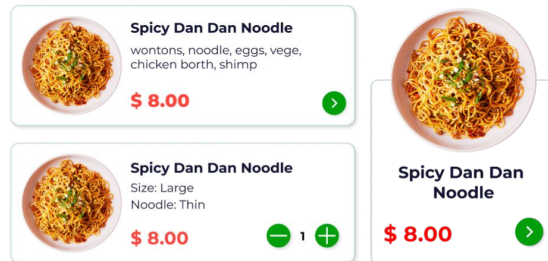 Spicy Dan Dan Noodle
wontons, noodle, eggs, vege,
chicken borth, shimp
$ 8.00
Spicy Dan Dan Noodle
Size: Large
Noodle: Thin
$ 8.00
1
Spicy Dan Dan
Noodle
$ 8.00